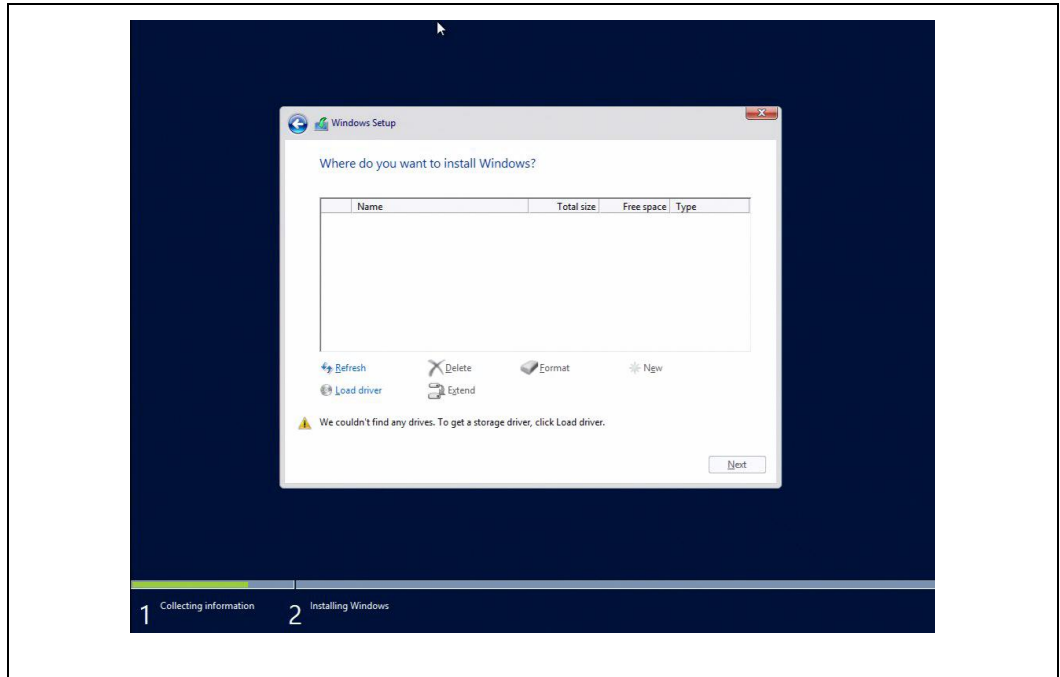 Windows Setup
Where do you want to install Windows?
Name Total size Free space Type
Refresh Delete Format New
Load driver Extend
We couldn't find any drives. To get a storage driver, click Load driver.
Next
1 Collecting information 2 Installing Windows